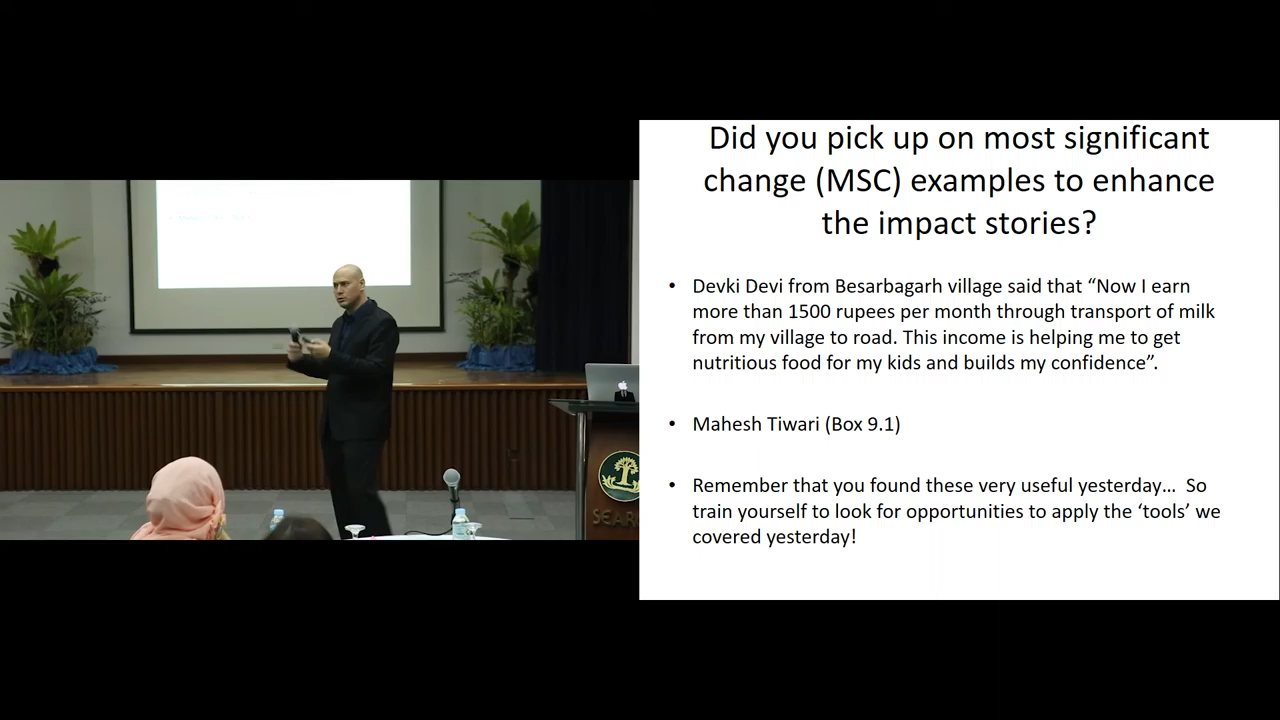 Did you pick up on most significant
change (MSC) examples to enhance
the impact stories?
• Devki Devi from Besarbagarh village said that “Now I earn
more than 1500 rupees per month through transport of milk
from my village to road. This income is helping me to get
nutritious food for my kids and builds my confidence”.
• Mahesh Tiwari (Box 9.1)
• Remember that you found these very useful yesterday… So
train yourself to look for opportunities to apply the ‘tools’ we
covered yesterday!